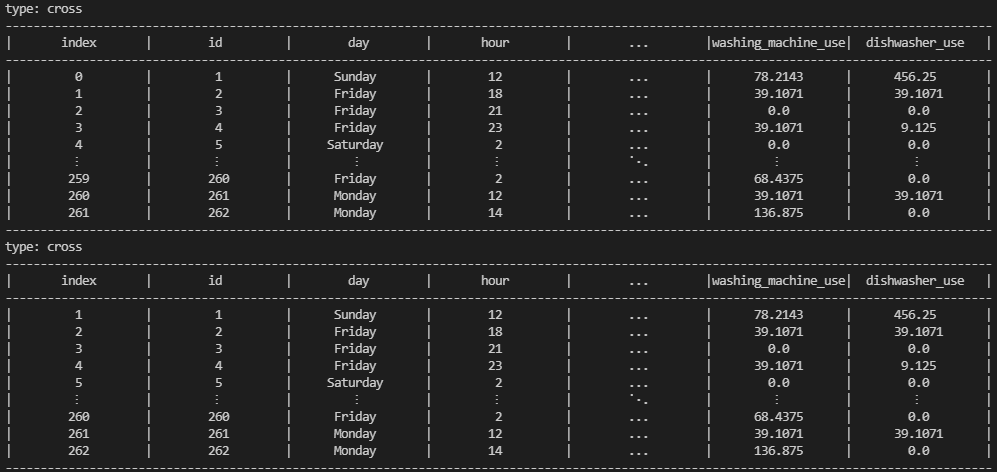 type: cross
----------------------------------------------------------------------------------------------------------------------------------------------
|       index       |        id         |        day        |       hour        |        ...        |washing_machine_use|  dishwasher_use   |
----------------------------------------------------------------------------------------------------------------------------------------------
|         0         |         1         |      Sunday       |        12         |        ...        |      78.2143      |      456.25       |
|         1         |         2         |      Friday       |        18         |        ...        |      39.1071      |      39.1071      |
|         2         |         3         |      Friday       |        21         |        ...        |        0.0        |        0.0        |
|         3         |         4         |      Friday       |        23         |        ...        |      39.1071      |       9.125       |
|         4         |         5         |     Saturday      |         2         |        ...        |        0.0        |        0.0        |
|         ⋮         |         ⋮         |         ⋮         |         ⋮         |        ⋱        |         ⋮         |         ⋮         |
|        259        |        260        |      Friday       |         2         |        ...        |      68.4375      |        0.0        |
|        260        |        261        |      Monday       |        12         |        ...        |      39.1071      |      39.1071      |
|        261        |        262        |      Monday       |        14         |        ...        |      136.875      |        0.0        |
----------------------------------------------------------------------------------------------------------------------------------------------
type: cross
----------------------------------------------------------------------------------------------------------------------------------------------
|       index       |        id         |        day        |       hour        |        ...        |washing_machine_use|  dishwasher_use   |
----------------------------------------------------------------------------------------------------------------------------------------------
|         1         |         1         |      Sunday       |        12         |        ...        |      78.2143      |      456.25       |
|         2         |         2         |      Friday       |        18         |        ...        |      39.1071      |      39.1071      |
|         3         |         3         |      Friday       |        21         |        ...        |        0.0        |        0.0        |
|         4         |         4         |      Friday       |        23         |        ...        |      39.1071      |       9.125       |
|         5         |         5         |     Saturday      |         2         |        ...        |        0.0        |        0.0        |
|         ⋮         |         ⋮         |         ⋮         |         ⋮         |        ⋱        |         ⋮         |         ⋮         |
|        260        |        260        |      Friday       |         2         |        ...        |      68.4375      |        0.0        |
|        261        |        261        |      Monday       |        12         |        ...        |      39.1071      |      39.1071      |
|        262        |        262        |      Monday       |        14         |        ...        |      136.875      |        0.0        |
----------------------------------------------------------------------------------------------------------------------------------------------